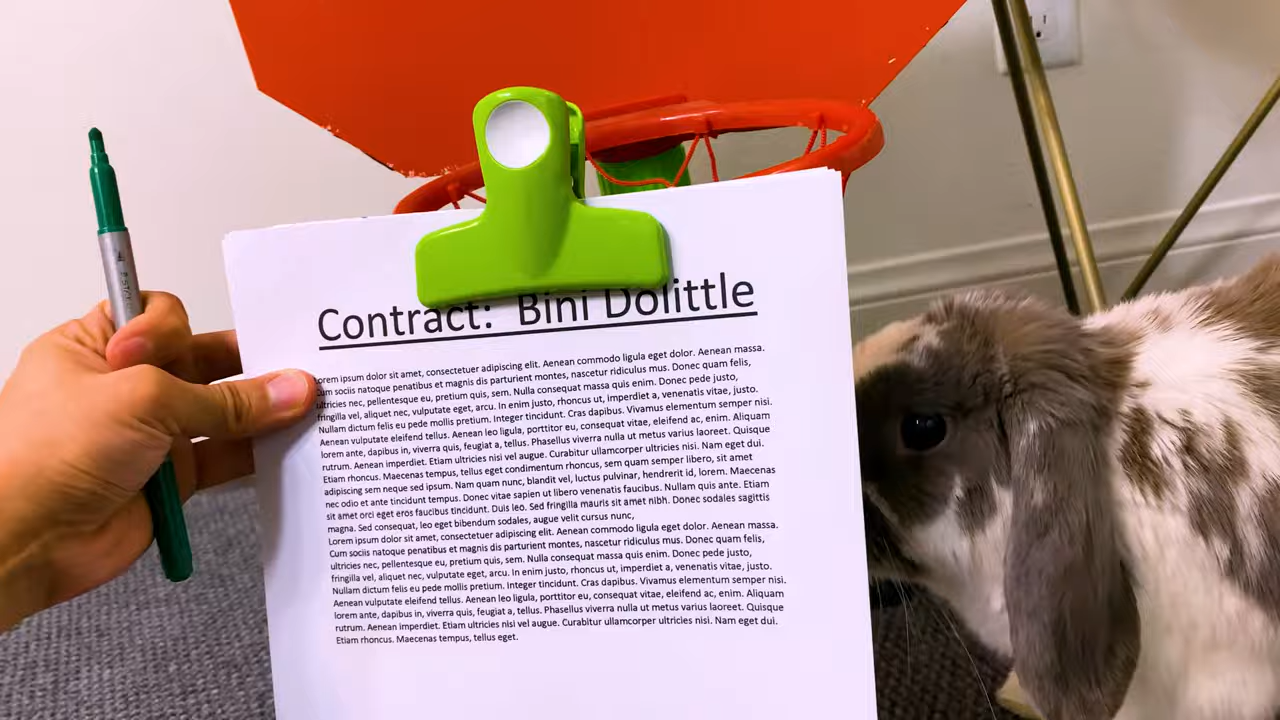 Contract: Bini Dolittle
Lorem ipsum dolor sit amet, consectetuer adipiscing elit. Aenean commodo ligula eget dolor. Aenean massa.
Cum sociis natoque penatibus et magnis dis parturient montes, nascetur ridiculus mus. Donec quam felis,
ultricies nec, pellentesque eu, pretium quis, sem. Nulla consequat massa quis enim. Donec pede justo,
fringilla vel, aliquet nec, vulputate eget, arcu. In enim justo, rhoncus ut, imperdiet a, venenatis vitae, justo.
Nullam dictum felis eu pede mollis pretium. Integer tincidunt. Cras dapibus. Vivamus elementum semper nisi.
Aenean vulputate eleifend tellus. Aenean leo ligula, porttitor eu, consequat vitae, eleifend ac, enim. Aliquam
lorem ante, dapibus in, viverra quis, feugiat a, tellus. Phasellus viverra nulla ut metus varius laoreet. Quisque
rutrum. Aenean imperdiet. Etiam ultricies nisi vel augue. Curabitur ullamcorper ultricies nisi. Nam eget dui.
Etiam rhoncus. Maecenas tempus, tellus eget condimentum rhoncus, sem quam semper libero, sit amet
adipiscing sem neque sed ipsum. Nam quam nunc, blandit vel, luctus pulvinar, hendrerit id, lorem. Maecenas
nec odio et ante tincidunt tempus. Donec vitae sapien ut libero venenatis faucibus. Nullam quis ante. Etiam
sit amet orci eget eros faucibus tincidunt. Duis leo. Sed fringilla mauris sit amet nibh. Donec sodales sagittis
magna. Sed consequat, leo eget bibendum sodales, augue velit cursus nunc,
Lorem ipsum dolor sit amet, consectetuer adipiscing elit. Aenean commodo ligula eget dolor. Aenean massa.
Cum sociis natoque penatibus et magnis dis parturient montes, nascetur ridiculus mus. Donec quam felis,
ultricies nec, pellentesque eu, pretium quis, sem. Nulla consequat massa quis enim. Donec pede justo,
fringilla vel, aliquet nec, vulputate eget, arcu. In enim justo, rhoncus ut, imperdiet a, venenatis vitae, justo.
Nullam dictum felis eu pede mollis pretium. Integer tincidunt. Cras dapibus. Vivamus elementum semper nisi.
Aenean vulputate eleifend tellus. Aenean leo ligula, porttitor eu, consequat vitae, eleifend ac, enim. Aliquam
lorem ante, dapibus in, viverra quis, feugiat a, tellus. Phasellus viverra nulla ut metus varius laoreet. Quisque
rutrum. Aenean imperdiet. Etiam ultricies nisi vel augue. Curabitur ullamcorper ultricies nisi. Nam eget dui.
Etiam rhoncus. Maecenas tempus, tellus eget.